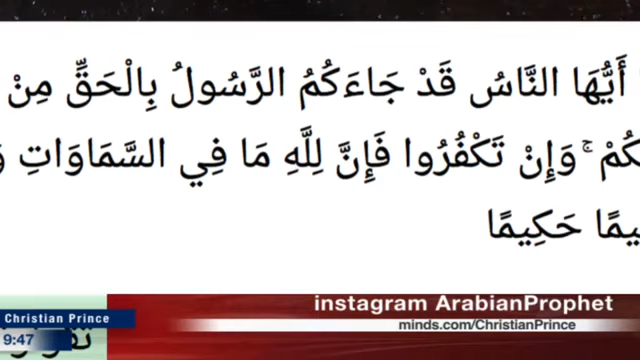 أَيُّهَا النَّاسُ قَدْ جَاءَكُمُ الرَّسُولُ بِالْحَقِّ مِنْ
كُمْ ۚ وَإِنْ تَكْفُرُوا فَإِنَّ لِلَّهِ مَا فِي السَّمَاوَاتِ وَ
يمًا حَكِيمًا
instagram ArabianProphet
Christian Prince
minds.com/ChristianPrince
9:47